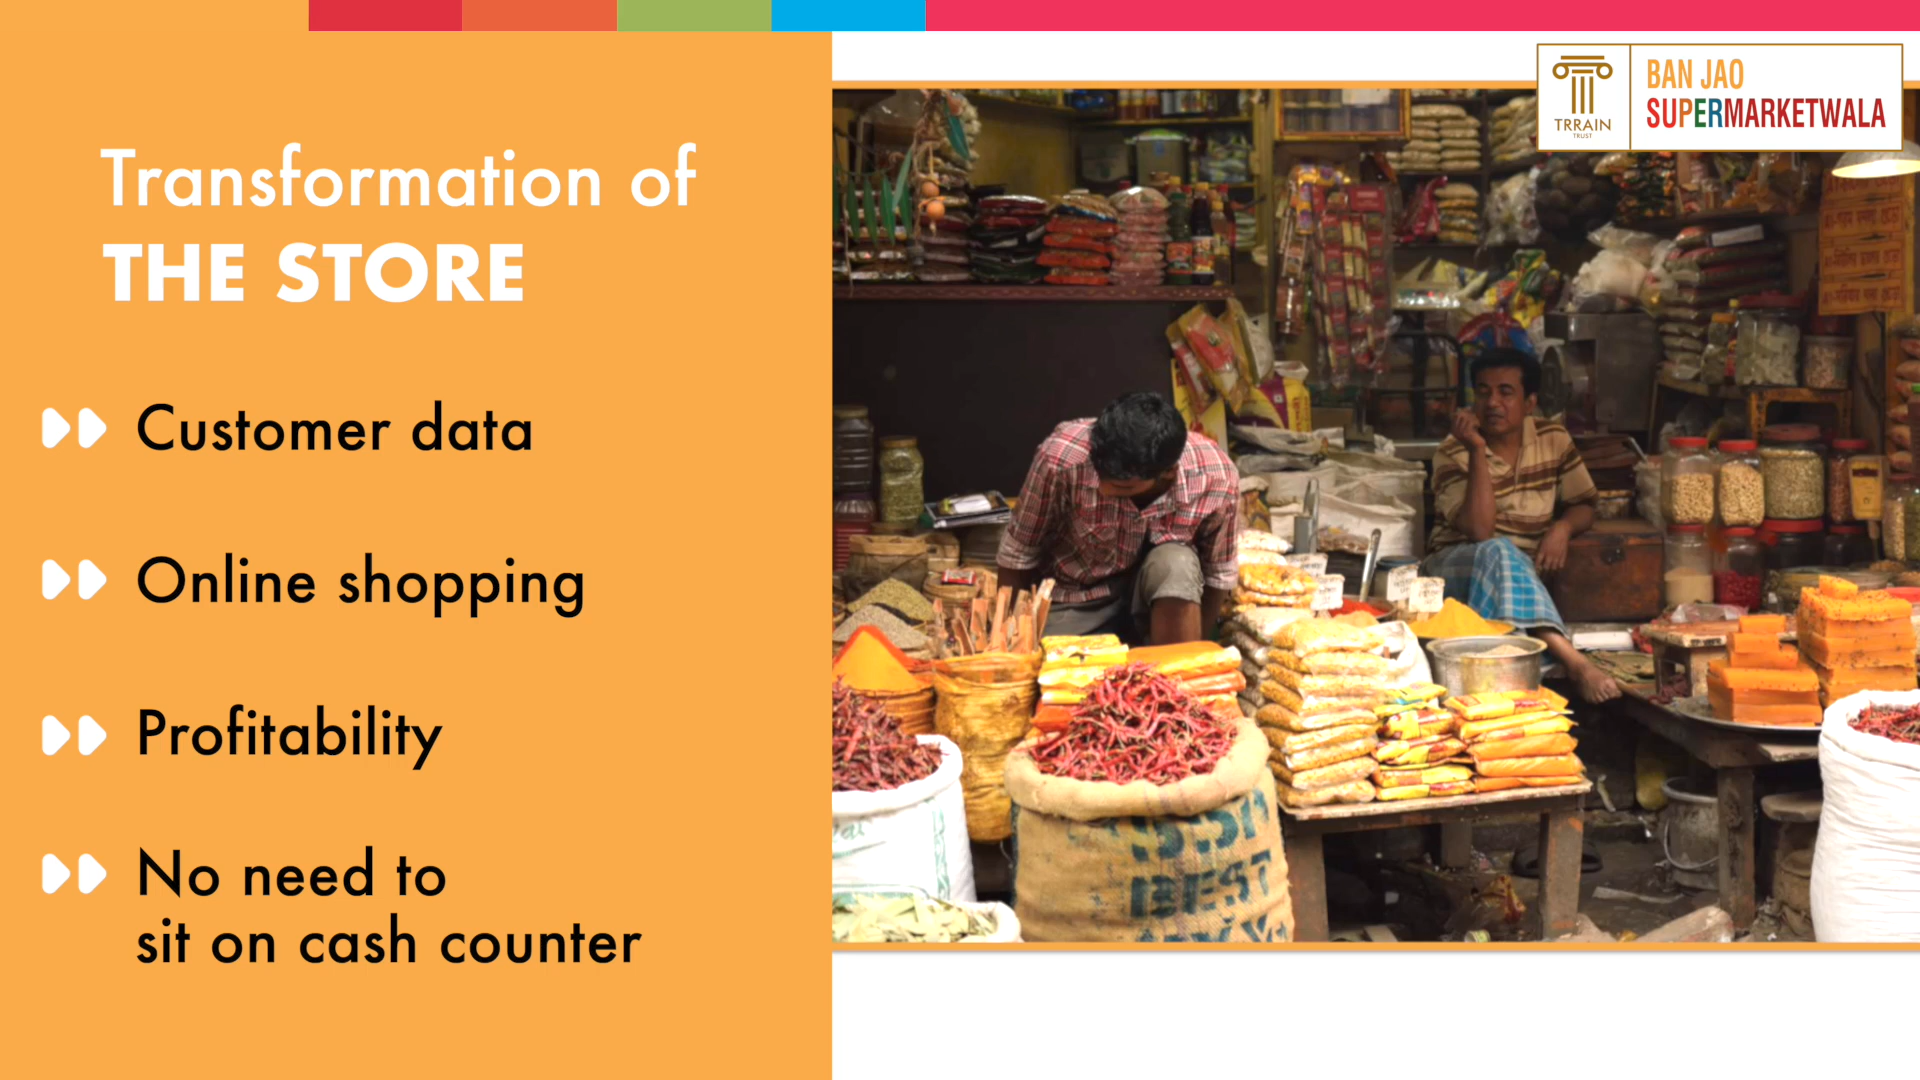 TRRAIN
TRUST
BAN JAO
SUPERMARKETWALA
Transformation of
THE STORE
Customer data
Online shopping
Profitability
No need to
sit on cash counter
BEST